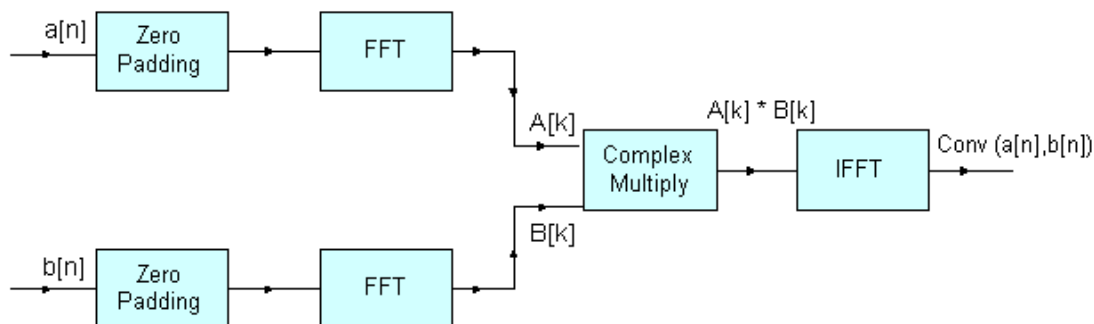 a[n]
Zero
Padding
FFT
A[k]
A[k] * B[k]
Complex
Multiply
IFFT
Conv (a[n],b[n])
B[k]
b[n]
Zero
Padding
FFT